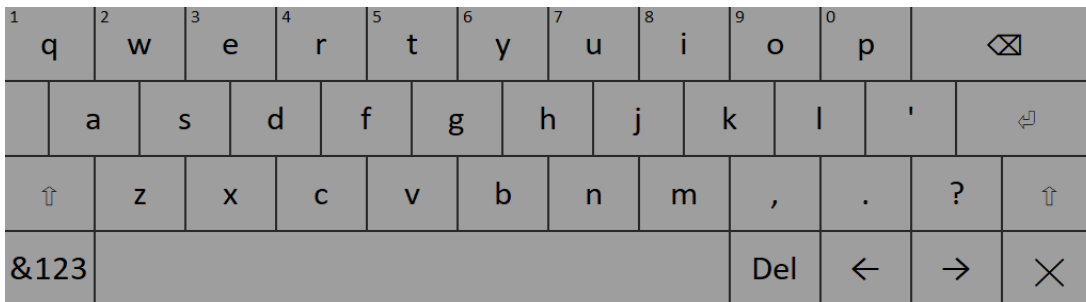 1 q 2 w 3 e 4 r 5 t 6 y 7 u 8 i 9 o 0 p ⌫
a s d f g h j k l ' ⏎
⇧ z x c v b n m , . ? ⇧
&123 Del ← → ×